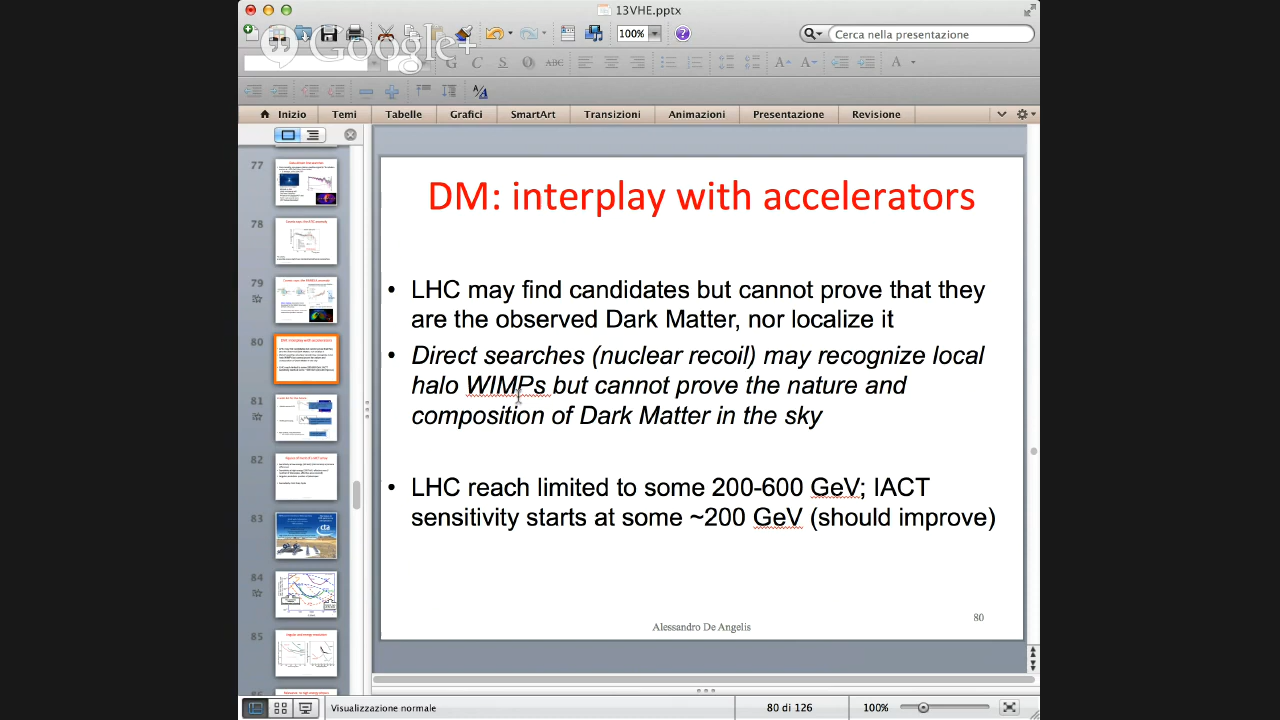 13VHE.pptx
Google+
100%
Cerca nella presentazione
Inizio Temi Tabelle Grafici SmartArt Transizioni Animazioni Presentazione Revisione
77
78
79
80
81
82
83
84
85
DM: interplay with accelerators
• LHC may find candidates but cannot prove that they
are the observed Dark Matter, nor localize it
Direct searches (nuclear recoil) may recognize local
halo WIMPs but cannot prove the nature and
composition of Dark Matter in the sky
• LHC reach limited to some 200-600 GeV; IACT
sensitivity starts at some ~200 GeV (should improve)
Alessandro De Angelis
80
Visualizzazione normale
80 di 126
100%